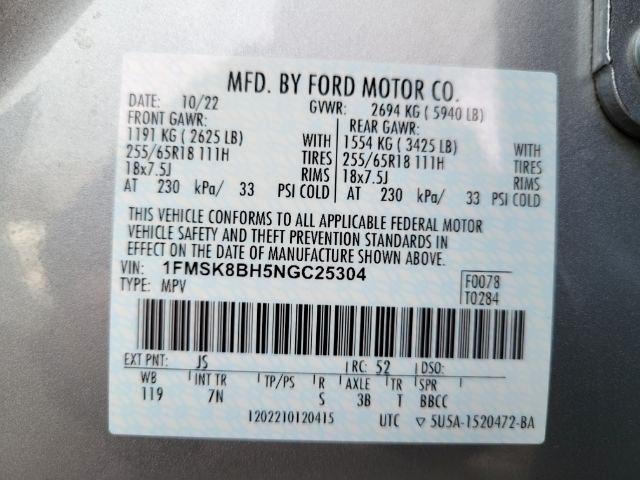 MFD. BY FORD MOTOR CO.
DATE: 10/22 GVWR: 2694 KG ( 5940 LB)
FRONT GAWR: REAR GAWR:
1191 KG ( 2625 LB) WITH 1554 KG ( 3425 LB) WITH
255/65R18 111H TIRES 255/65R18 111H TIRES
18x7.5J RIMS 18x7.5J RIMS
AT 230 kPa/ 33 PSI COLD AT 230 kPa/ 33 PSI COLD
THIS VEHICLE CONFORMS TO ALL APPLICABLE FEDERAL MOTOR
VEHICLE SAFETY AND THEFT PREVENTION STANDARDS IN
EFFECT ON THE DATE OF MANUFACTURE SHOWN ABOVE.
VIN: 1FMSK8BH5NGC25304 F0078
TYPE: MPV T0284
EXT PNT: JS RC: 52 DSO:
WB INT TR TP/PS R AXLE TR SPR
119 7N S 3B T BBCC
1202210120415 UTC ▽ 5U5A-1520472-BA